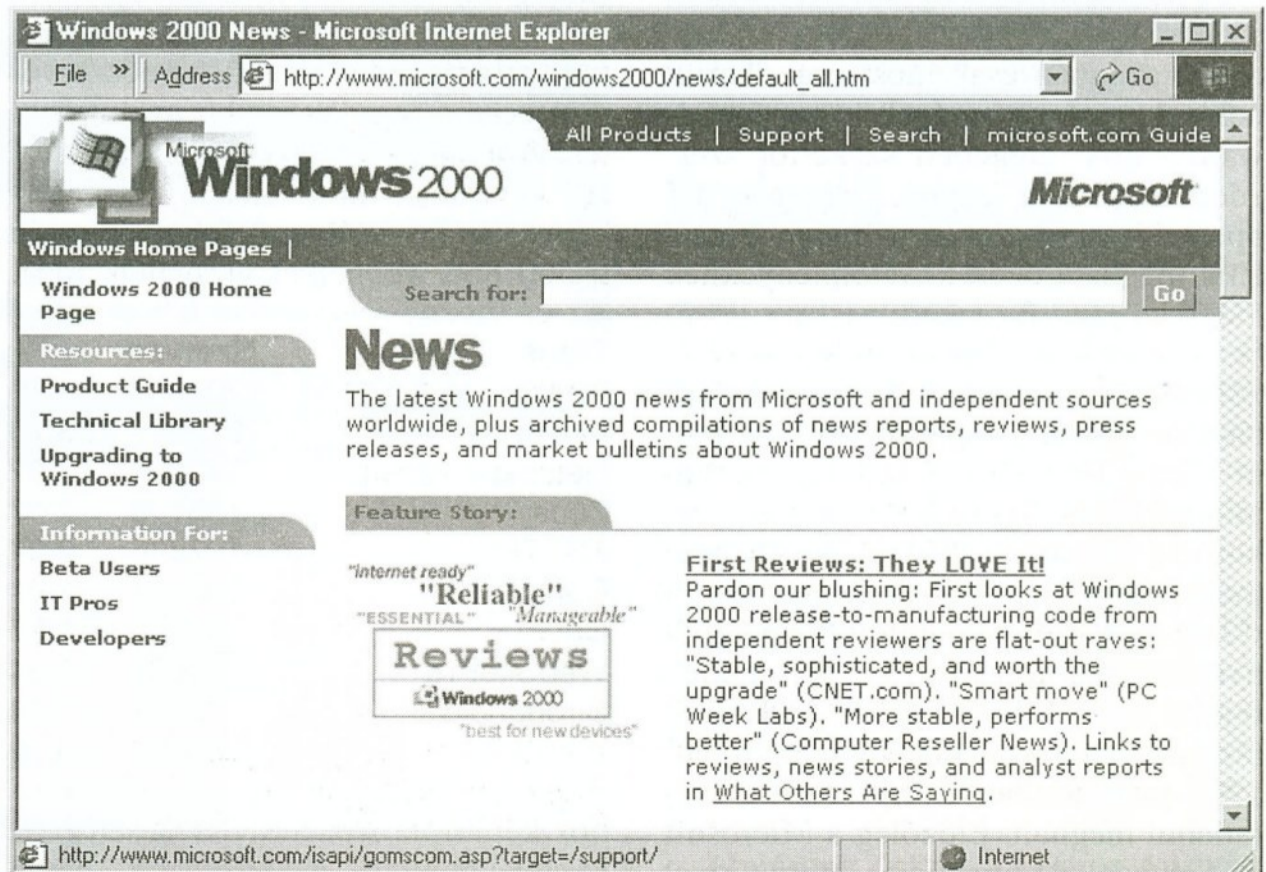 Windows 2000 News - Microsoft Internet Explorer
File » Address http://www.microsoft.com/windows2000/news/default_all.htm Go
All Products | Support | Search | microsoft.com Guide
Microsoft
Windows 2000
Microsoft
Windows Home Pages |
Windows 2000 Home
Page
Resources:
Product Guide
Technical Library
Upgrading to
Windows 2000
Information For:
Beta Users
IT Pros
Developers
Search for: Go
News
The latest Windows 2000 news from Microsoft and independent sources
worldwide, plus archived compilations of news reports, reviews, press
releases, and market bulletins about Windows 2000.
Feature Story:
"internet ready"
"Reliable"
"ESSENTIAL" "Manageable"
Reviews
Windows 2000
"best for new devices"
First Reviews: They LOVE It!
Pardon our blushing: First looks at Windows
2000 release-to-manufacturing code from
independent reviewers are flat-out raves:
"Stable, sophisticated, and worth the
upgrade" (CNET.com). "Smart move" (PC
Week Labs). "More stable, performs
better" (Computer Reseller News). Links to
reviews, news stories, and analyst reports
in What Others Are Saying.
http://www.microsoft.com/isapi/gomscom.asp?target=/support/ Internet